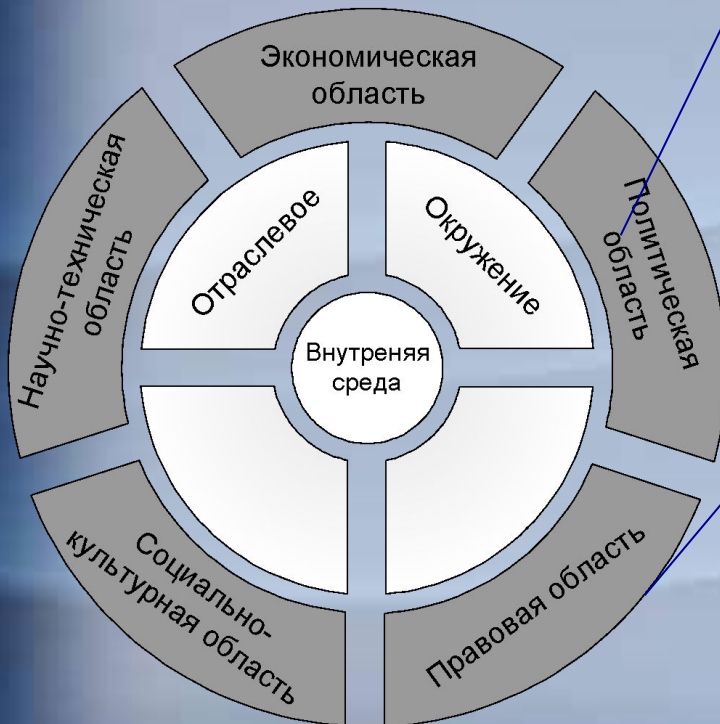 Экономическая
область
Научно-техническая
область
Отраслевое
Окружение
Политическая
область
Внутреняя
среда
Социально-
культурная область
Правовая область